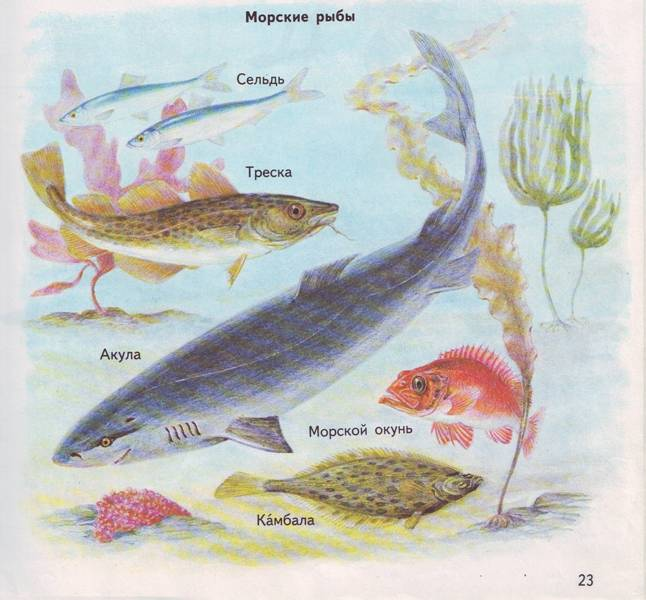 Морские рыбы
Сельдь
Треска
Акула
Морской окунь
Ка́мбала
23